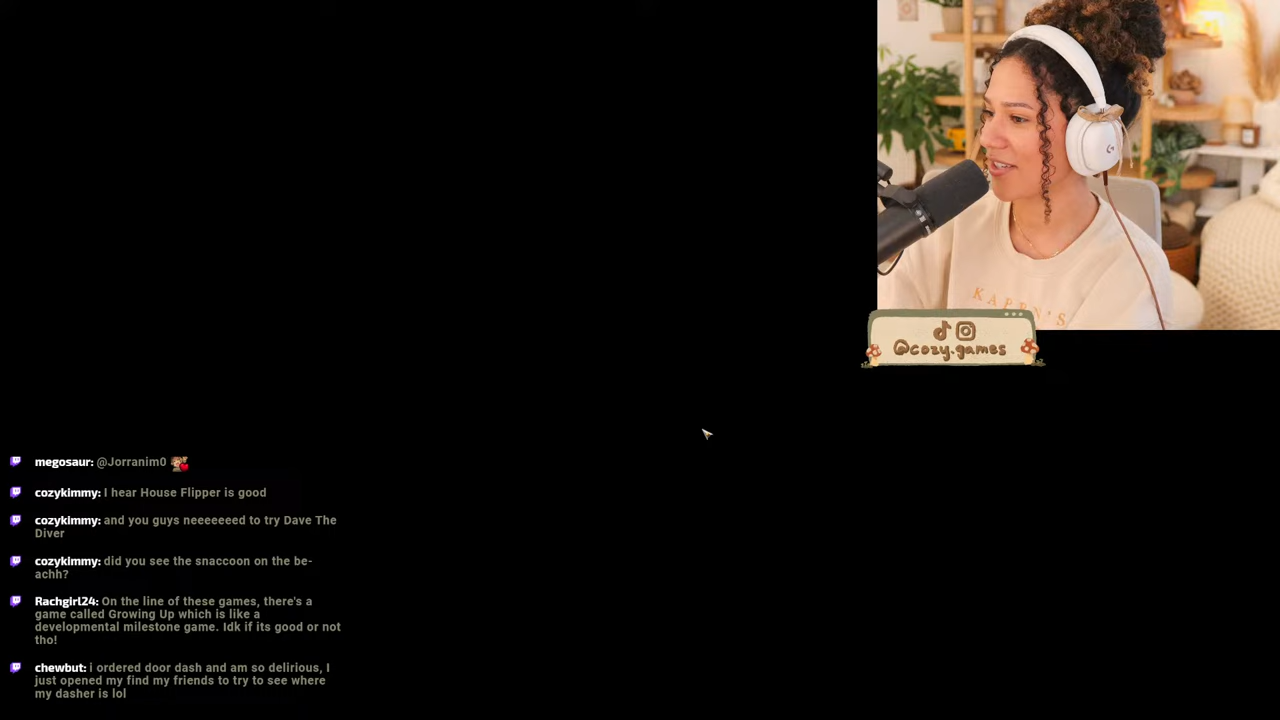 KAREN'S
@cozy.games
megosaur: @Jorranim0
cozykimmy: I hear House Flipper is good
cozykimmy: and you guys neeeeeed to try Dave The
Diver
cozykimmy: did you see the snaccoon on the be-
achh?
Rachgirl24: On the line of these games, there's a
game called Growing Up which is like a
developmental milestone game. Idk if its good or not
tho!
chewbut: i ordered door dash and am so delirious, I
just opened my find my friends to try to see where
my dasher is lol